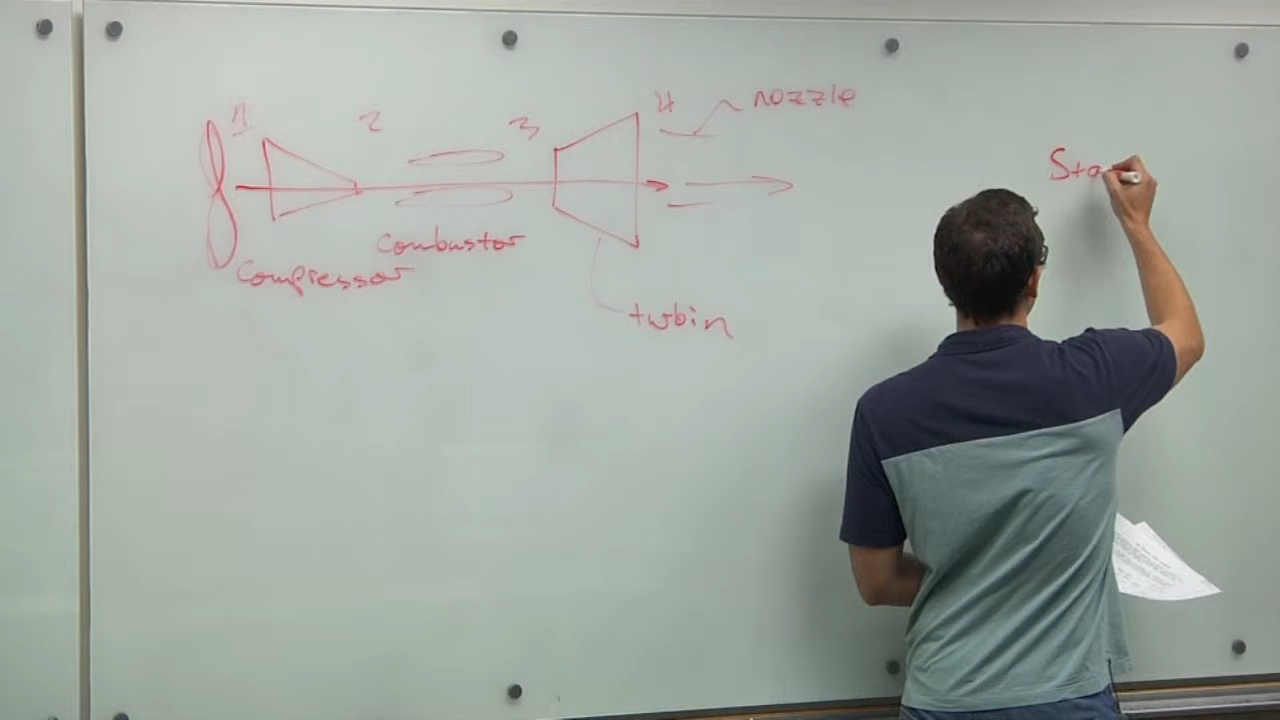 1 2 3 4 nozzle
Sta
Combustor
Compressor
turbin